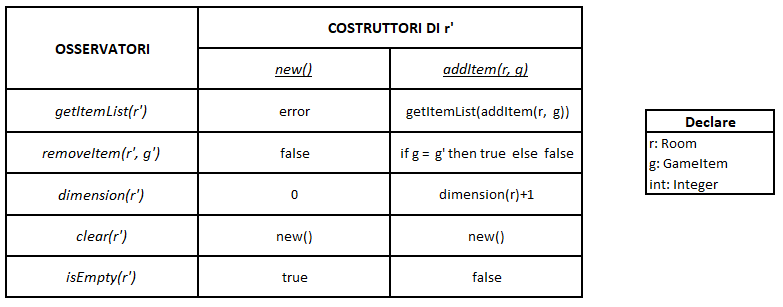 OSSERVATORI
COSTRUTTORI DI r'
new()
addItem(r, g)
getItemList(r')
error
getItemList(addItem(r, g))
removeItem(r', g')
false
if g = g' then true else false
dimension(r')
0
dimension(r)+1
clear(r')
new()
new()
isEmpty(r')
true
false
Declare
r: Room
g: GameItem
int: Integer